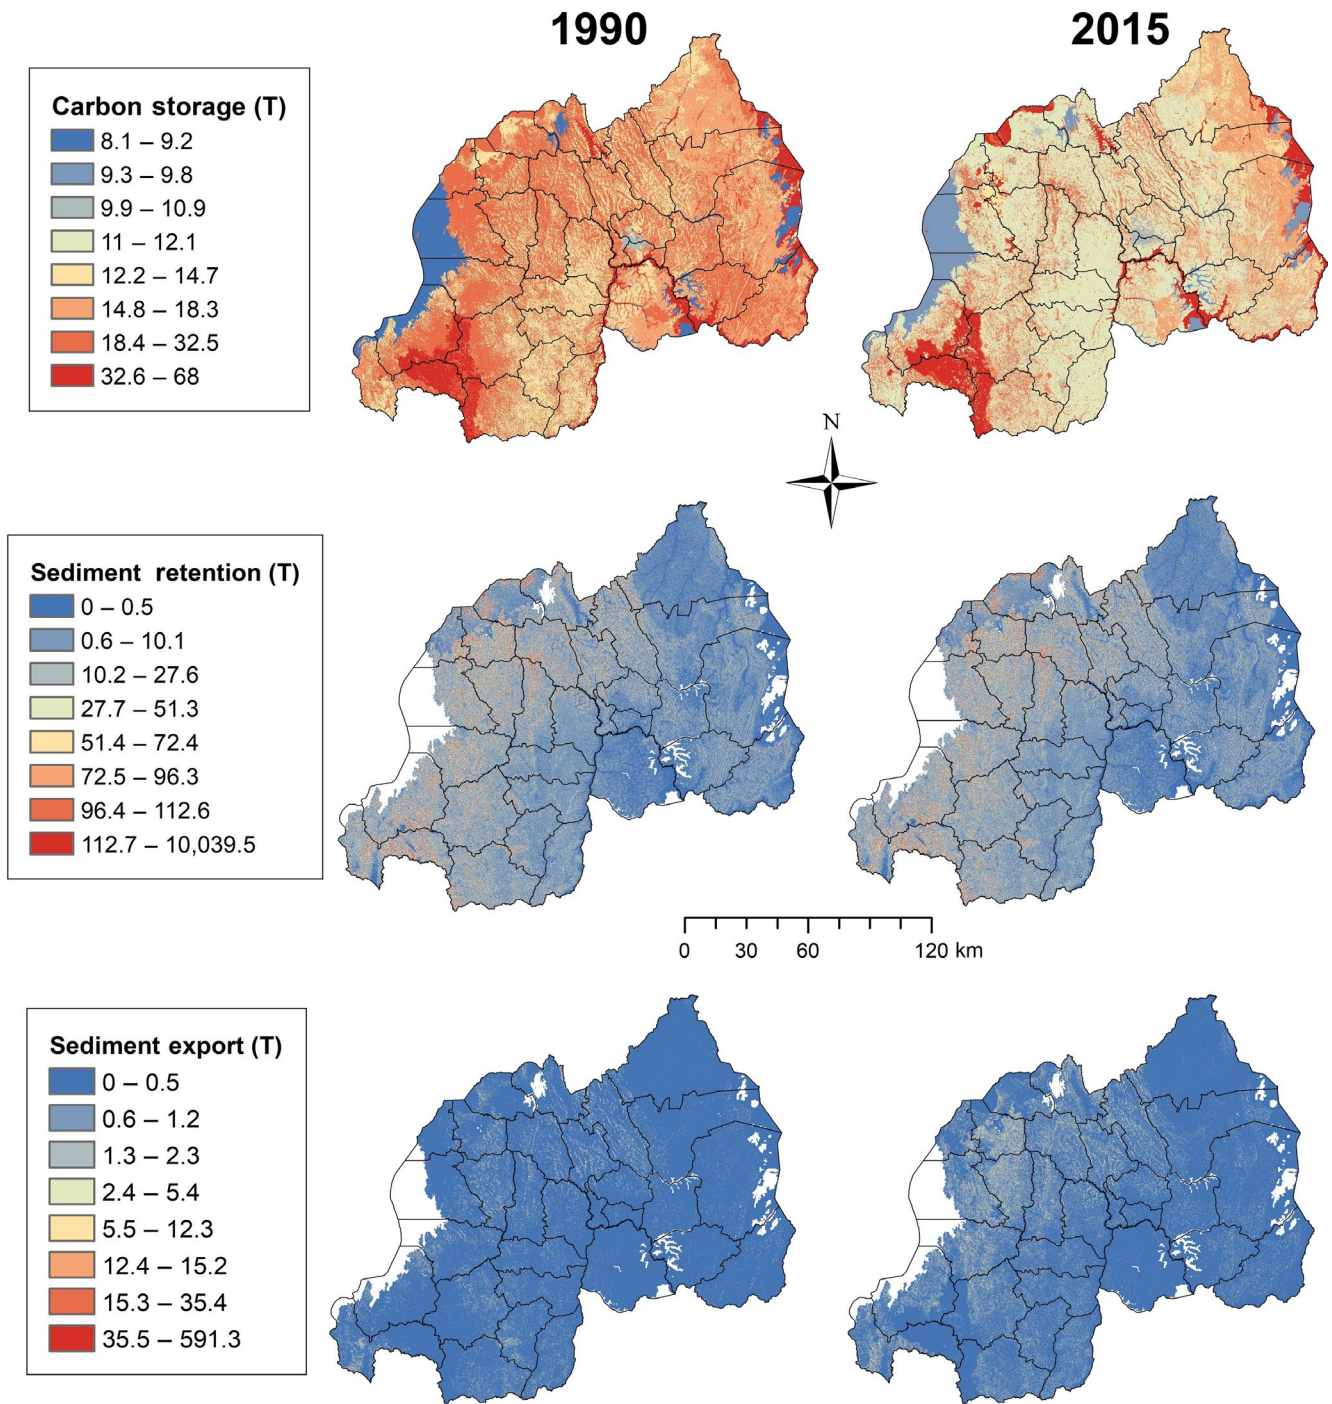 1990
2015
Carbon storage (T)
8.1 – 9.2
9.3 – 9.8
9.9 – 10.9
11 – 12.1
12.2 – 14.7
14.8 – 18.3
18.4 – 32.5
32.6 – 68
N
Sediment retention (T)
0 – 0.5
0.6 – 10.1
10.2 – 27.6
27.7 – 51.3
51.4 – 72.4
72.5 – 96.3
96.4 – 112.6
112.7 – 10,039.5
0 30 60 120 km
Sediment export (T)
0 – 0.5
0.6 – 1.2
1.3 – 2.3
2.4 – 5.4
5.5 – 12.3
12.4 – 15.2
15.3 – 35.4
35.5 – 591.3